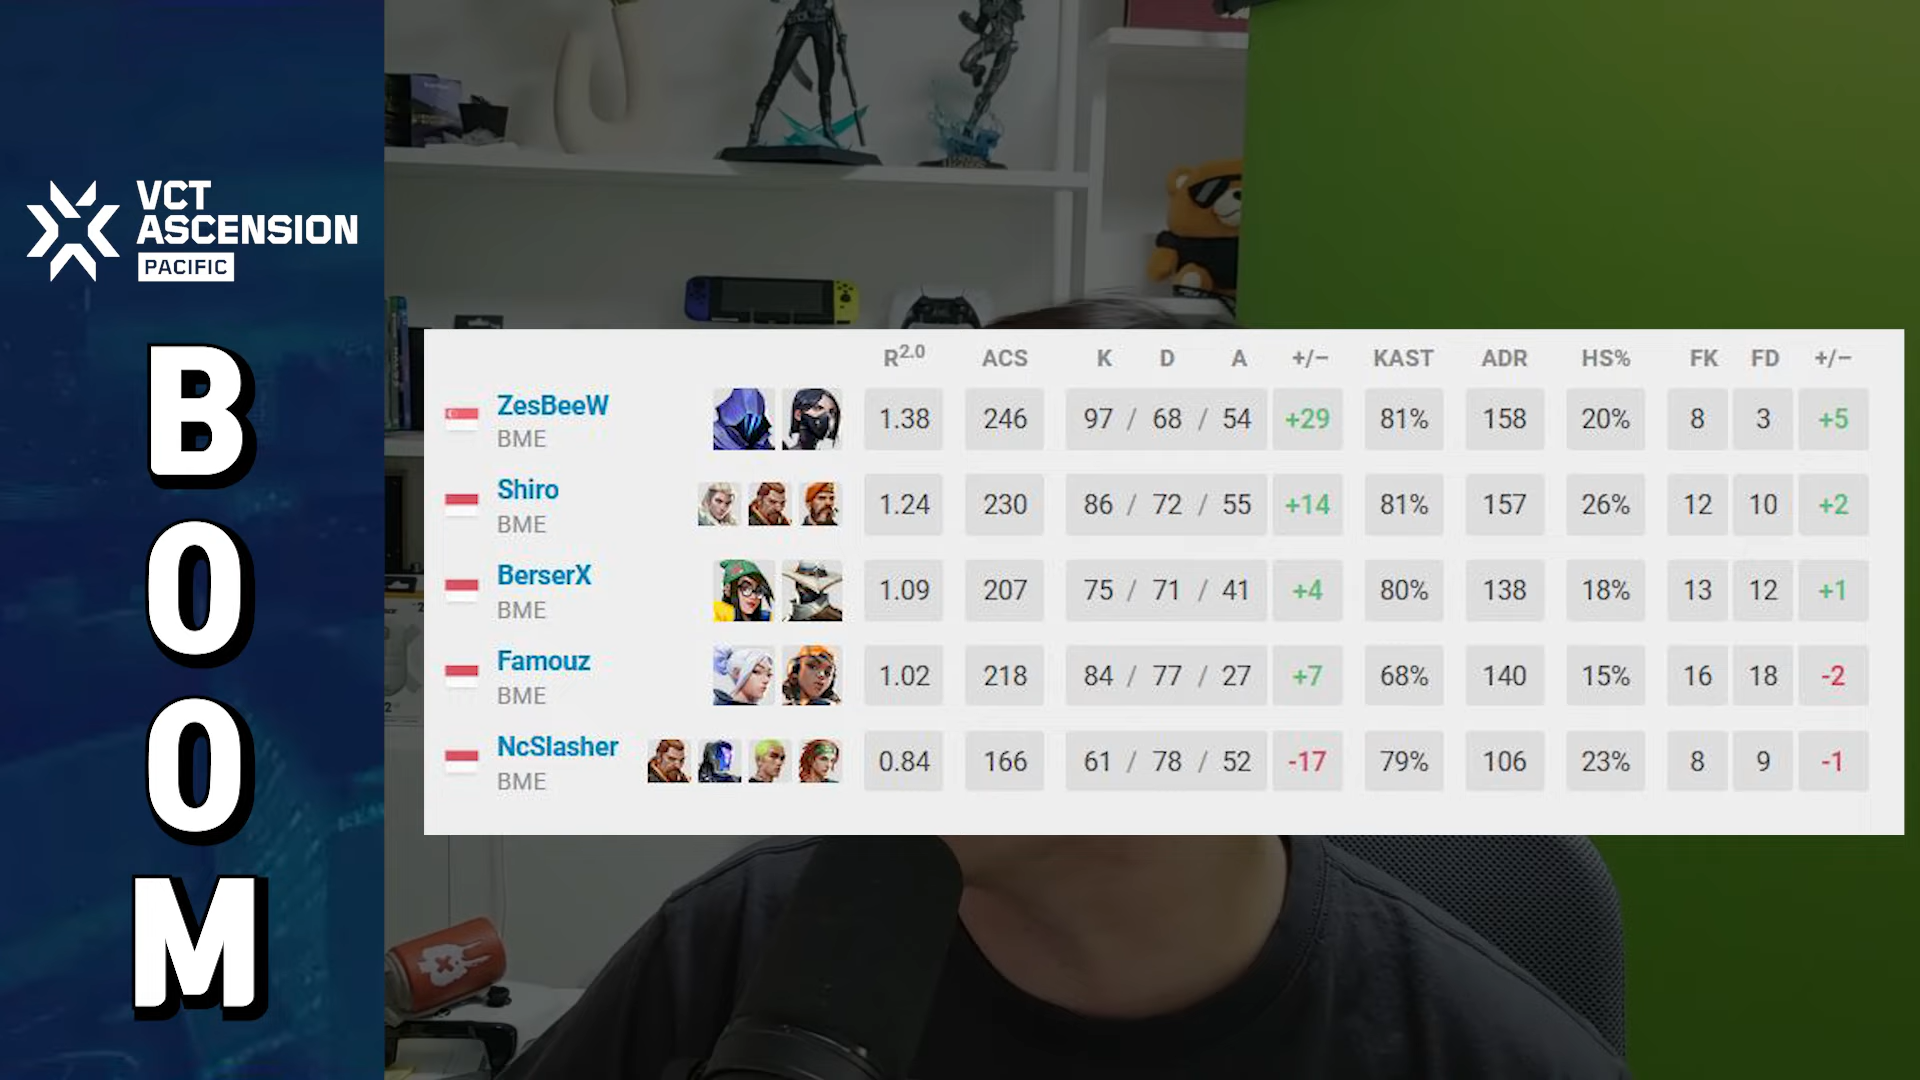 VCT
ASCENSION
PACIFIC
BOOM
R2.0 ACS K D A +/– KAST ADR HS% FK FD +/–
ZesBeeW 1.38 246 97 / 68 / 54 +29 81% 158 20% 8 3 +5
BME
Shiro 1.24 230 86 / 72 / 55 +14 81% 157 26% 12 10 +2
BME
BerserX 1.09 207 75 / 71 / 41 +4 80% 138 18% 13 12 +1
BME
Famouz 1.02 218 84 / 77 / 27 +7 68% 140 15% 16 18 -2
BME
NcSlasher 0.84 166 61 / 78 / 52 -17 79% 106 23% 8 9 -1
BME